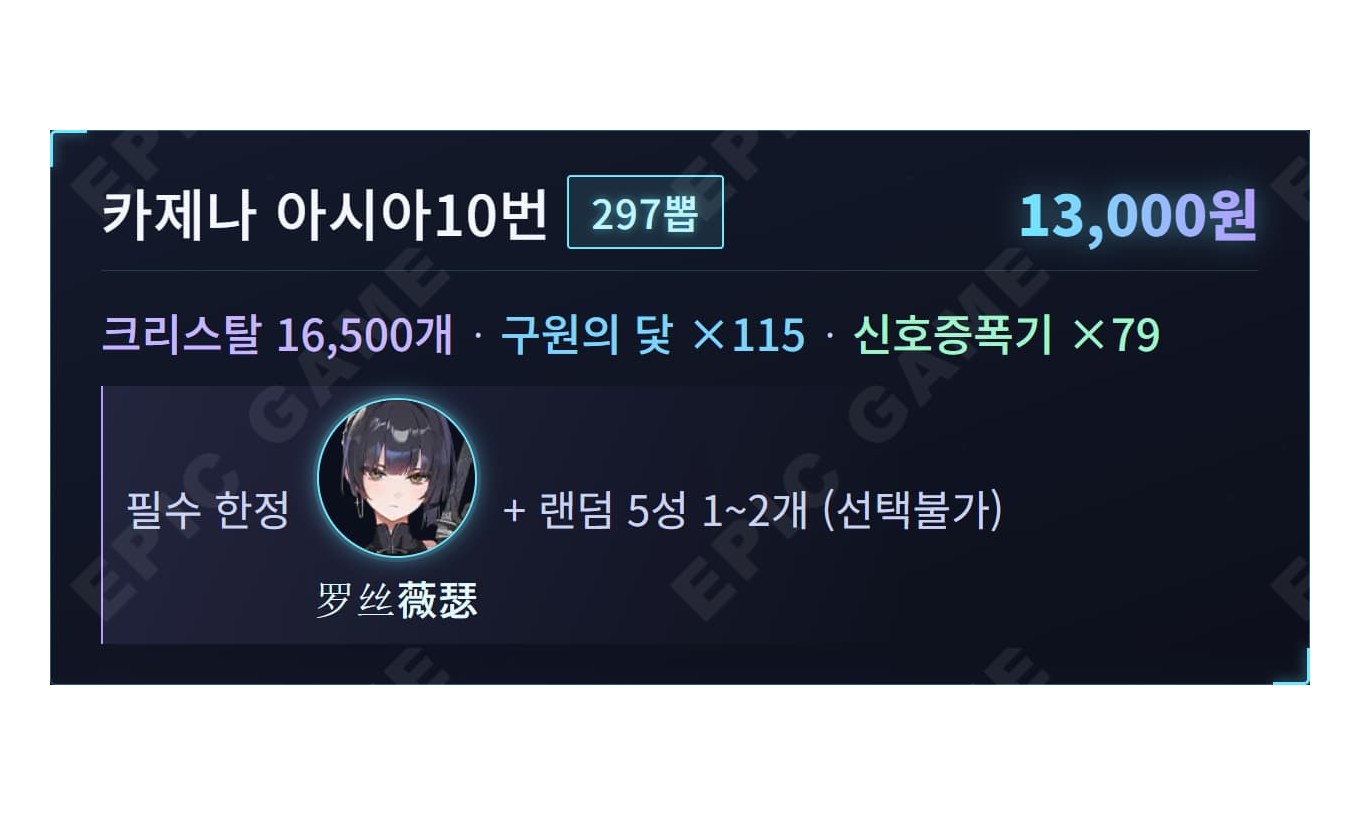 카제나 아시아10번 297뽑 13,000원
크리스탈 16,500개 · 구원의 닻 ×115 · 신호증폭기 ×79
필수 한정 + 랜덤 5성 1~2개 (선택불가)
罗丝薇瑟
EPIC GAME